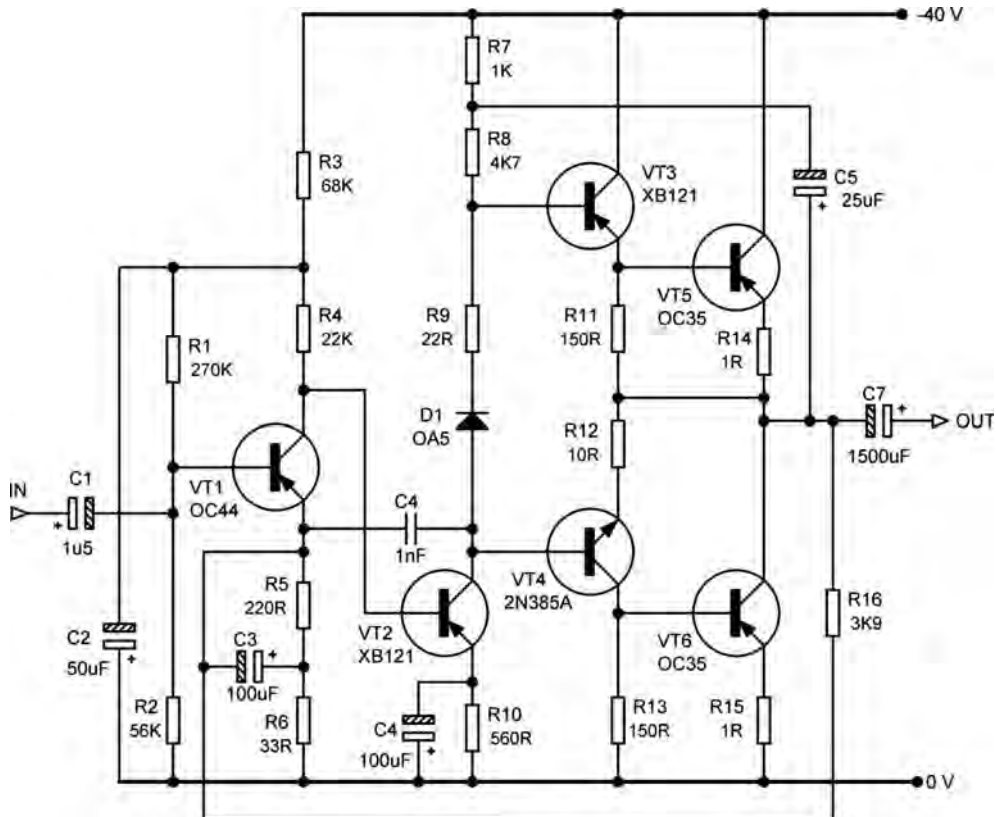 -40 V
R7
1K
R8
4K7
R3
68K
VT3
XB121
C5
25uF
+
R4
22K
R9
22R
R11
150R
VT5
OC35
R14
1R
R1
270K
D1
OA5
R12
10R
C7
+
1500uF
OUT
IN
C1
+
1u5
VT1
OC44
C4
1nF
VT4
2N385A
R5
220R
VT2
XB121
VT6
OC35
R16
3K9
C2
50uF
+
C3
+
100uF
R2
56K
R6
33R
C4
100uF
+
R10
560R
R13
150R
R15
1R
0 V